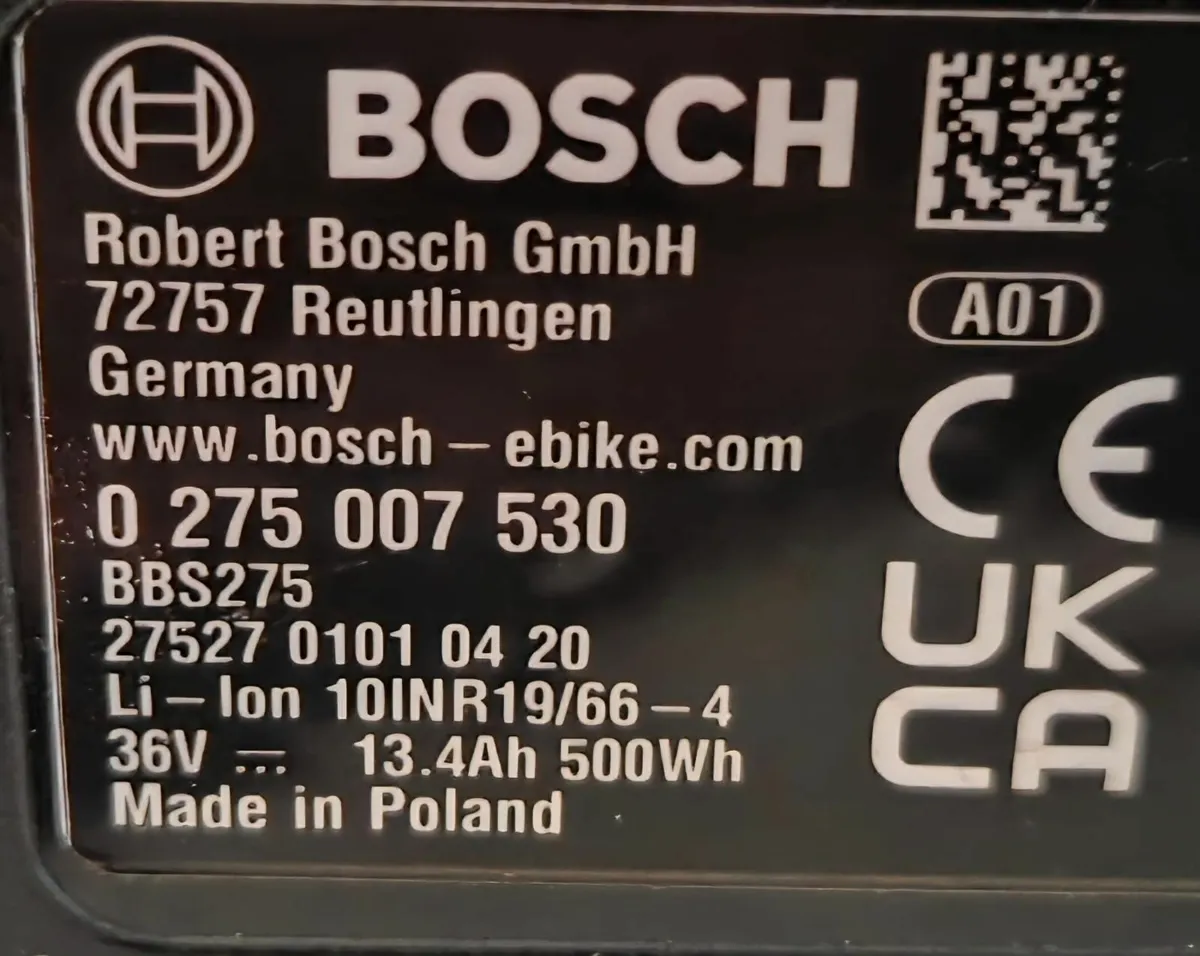 BOSCH
Robert Bosch GmbH
72757 Reutlingen
Germany
www.bosch-ebike.com
0 275 007 530
BBS275
27527 0101 04 20
Li-Ion 10INR19/66-4
36V ⎓ 13.4Ah 500Wh
Made in Poland
A01
CE
UK
CA